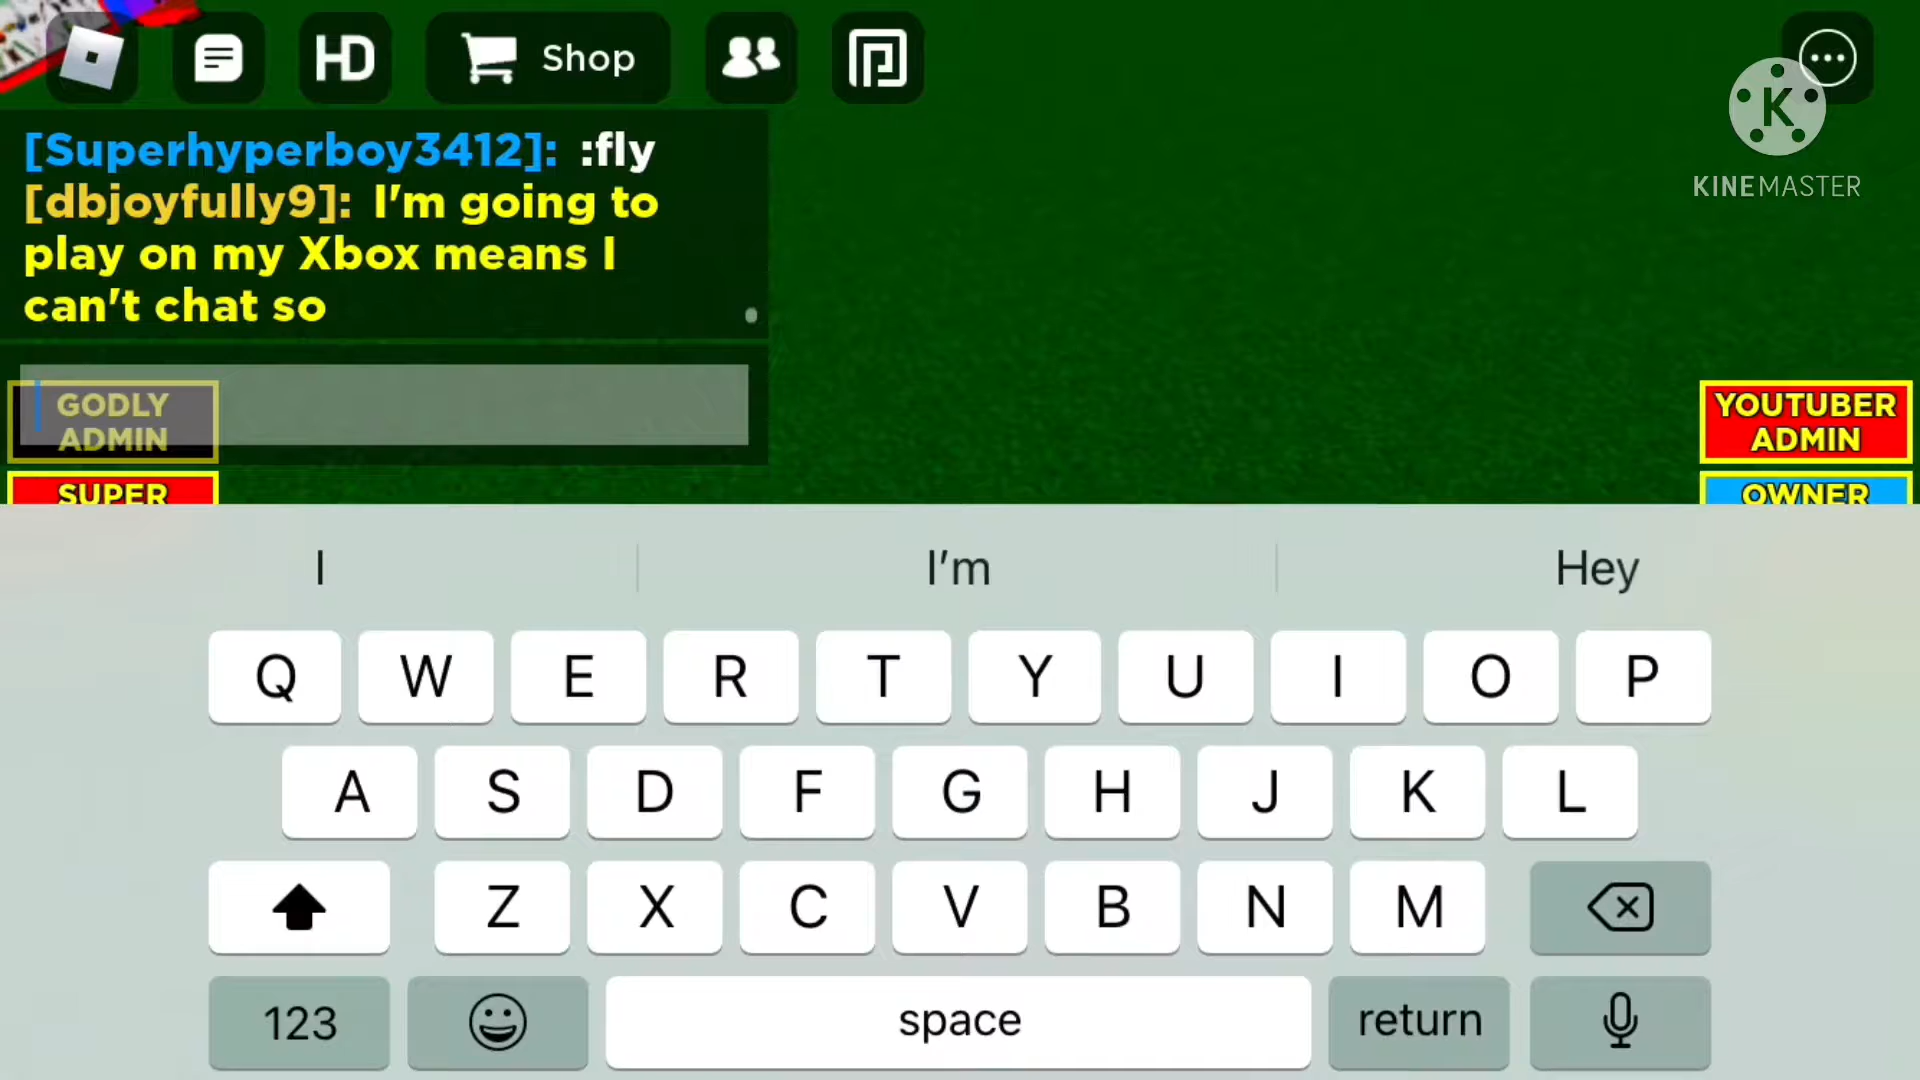 HD
Shop
[Superhyperboy3412]: :fly
[dbjoyfully9]: I'm going to
play on my Xbox means I
can't chat so
K
KINEMASTER
GODLY
ADMIN
YOUTUBER
ADMIN
SUPER
OWNER
I
I'm
Hey
Q W E R T Y U I O P
A S D F G H J K L
Z X C V B N M
123 space return